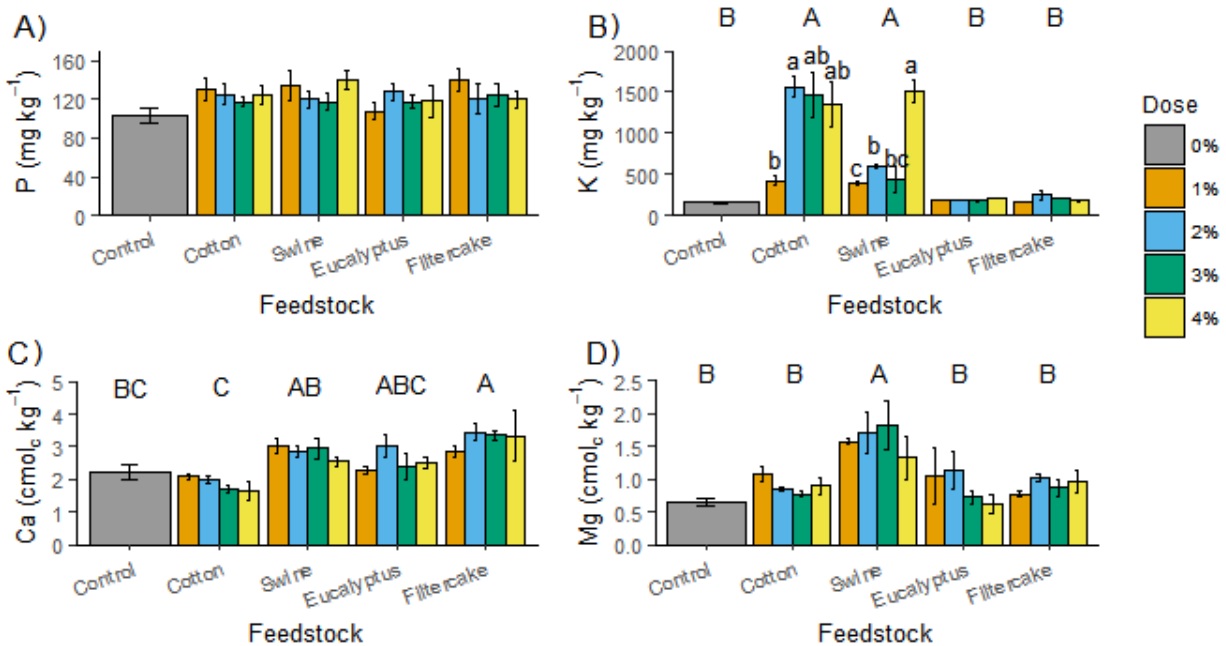 A)
P (mg kg⁻¹)
160
120
80
40
0
Control
Cotton
Swine
Eucalyptus
Filtercake
Feedstock
B)
B A A B B
K (mg kg⁻¹)
2000
1500
1000
500
0
b a ab ab
c b bc a
Control
Cotton
Swine
Eucalyptus
Filtercake
Feedstock
Dose
0%
1%
2%
3%
4%
C)
BC C AB ABC A
Ca (cmolc kg⁻¹)
5
4
3
2
1
0
Control
Cotton
Swine
Eucalyptus
Filtercake
Feedstock
D)
B B A B B
Mg (cmolc kg⁻¹)
2.5
2.0
1.5
1.0
0.5
0.0
Control
Cotton
Swine
Eucalyptus
Filtercake
Feedstock